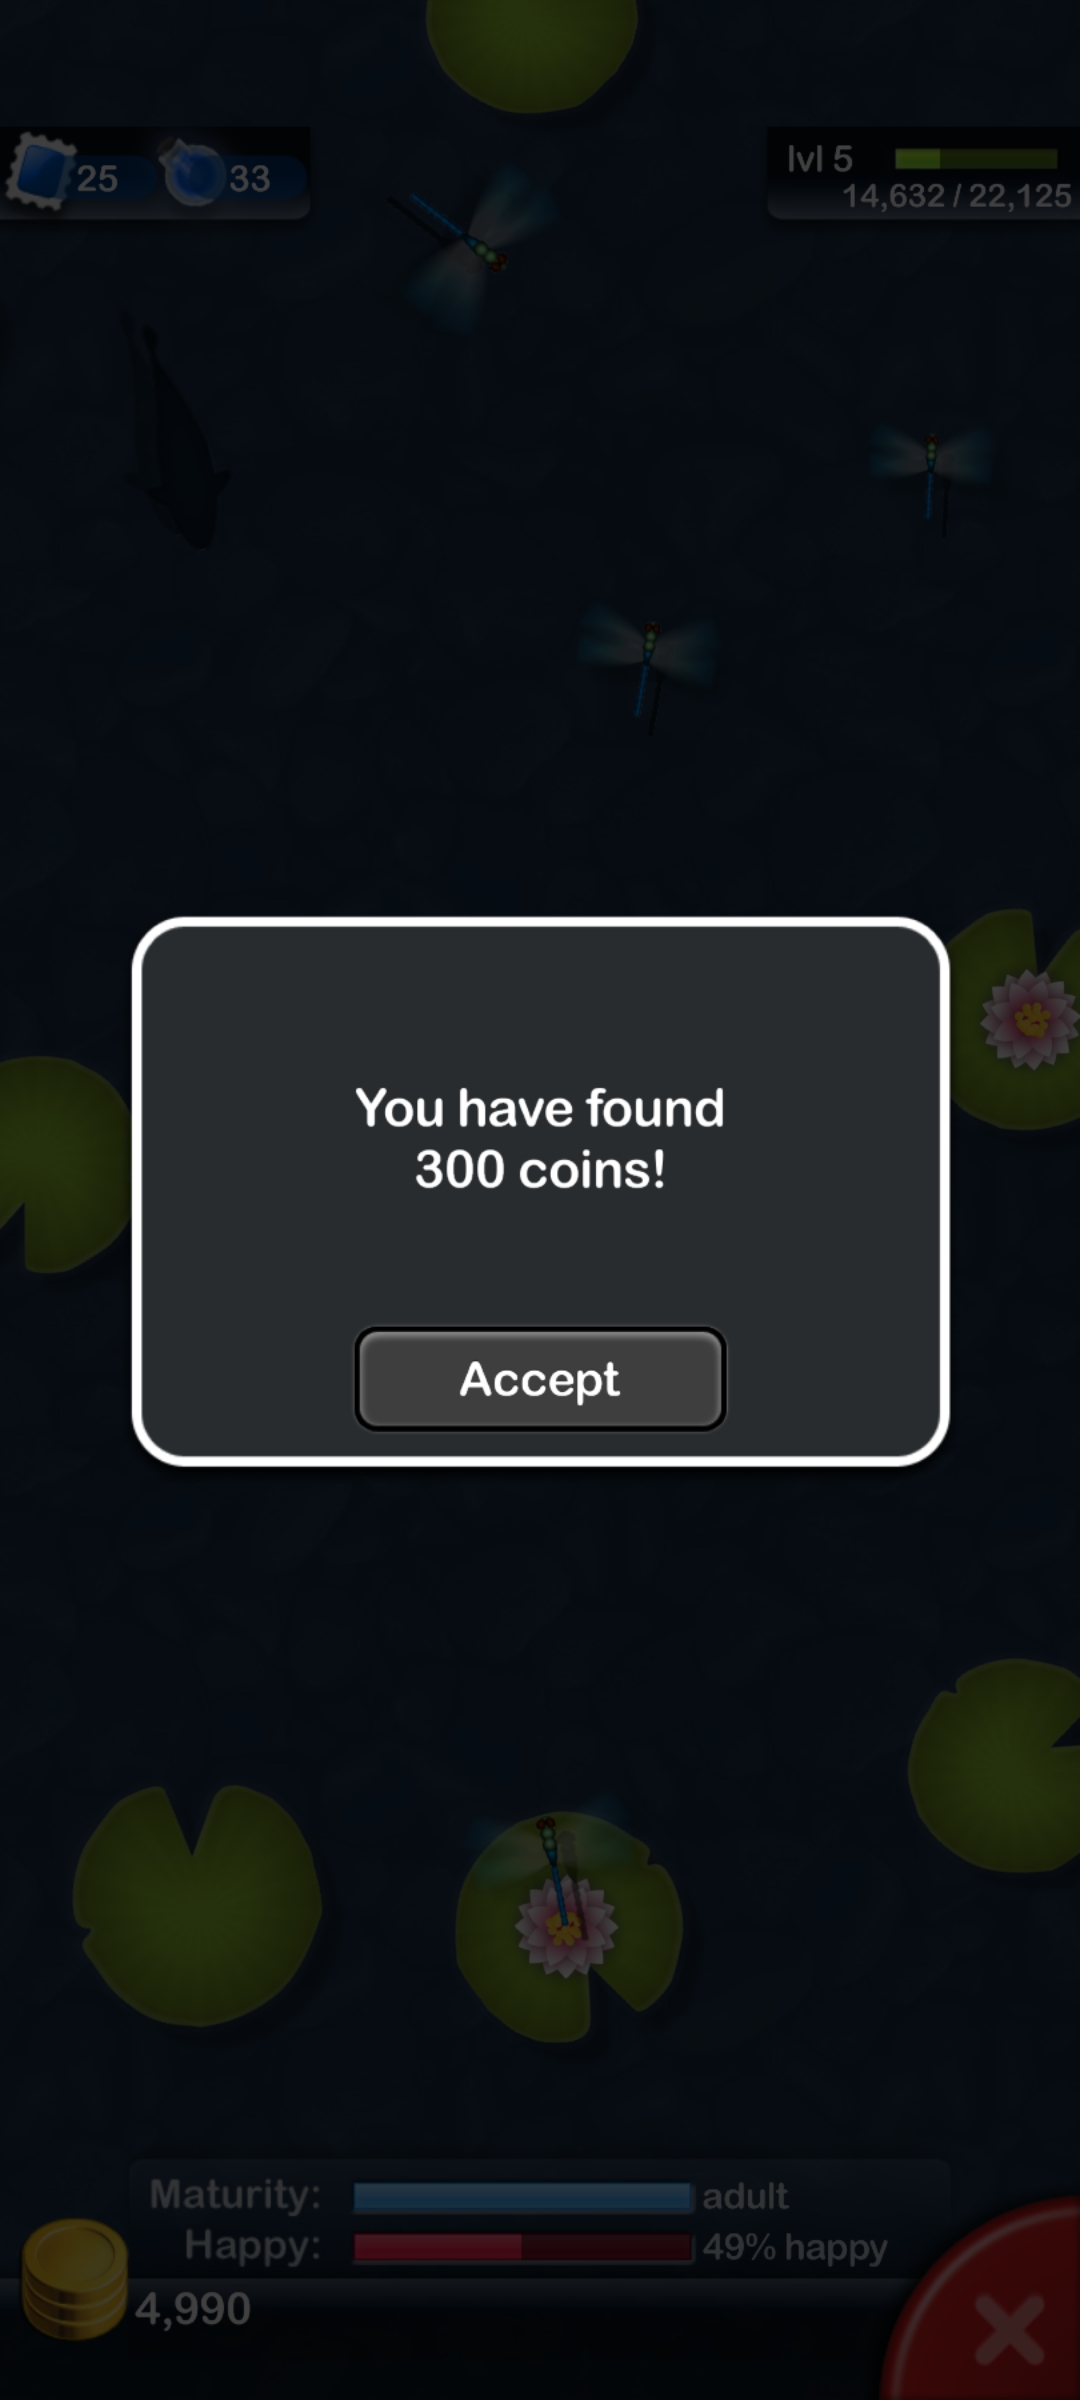 25
33
lvl 5
14,632 / 22,125
You have found
300 coins!
Accept
Maturity: adult
Happy: 49% happy
4,990